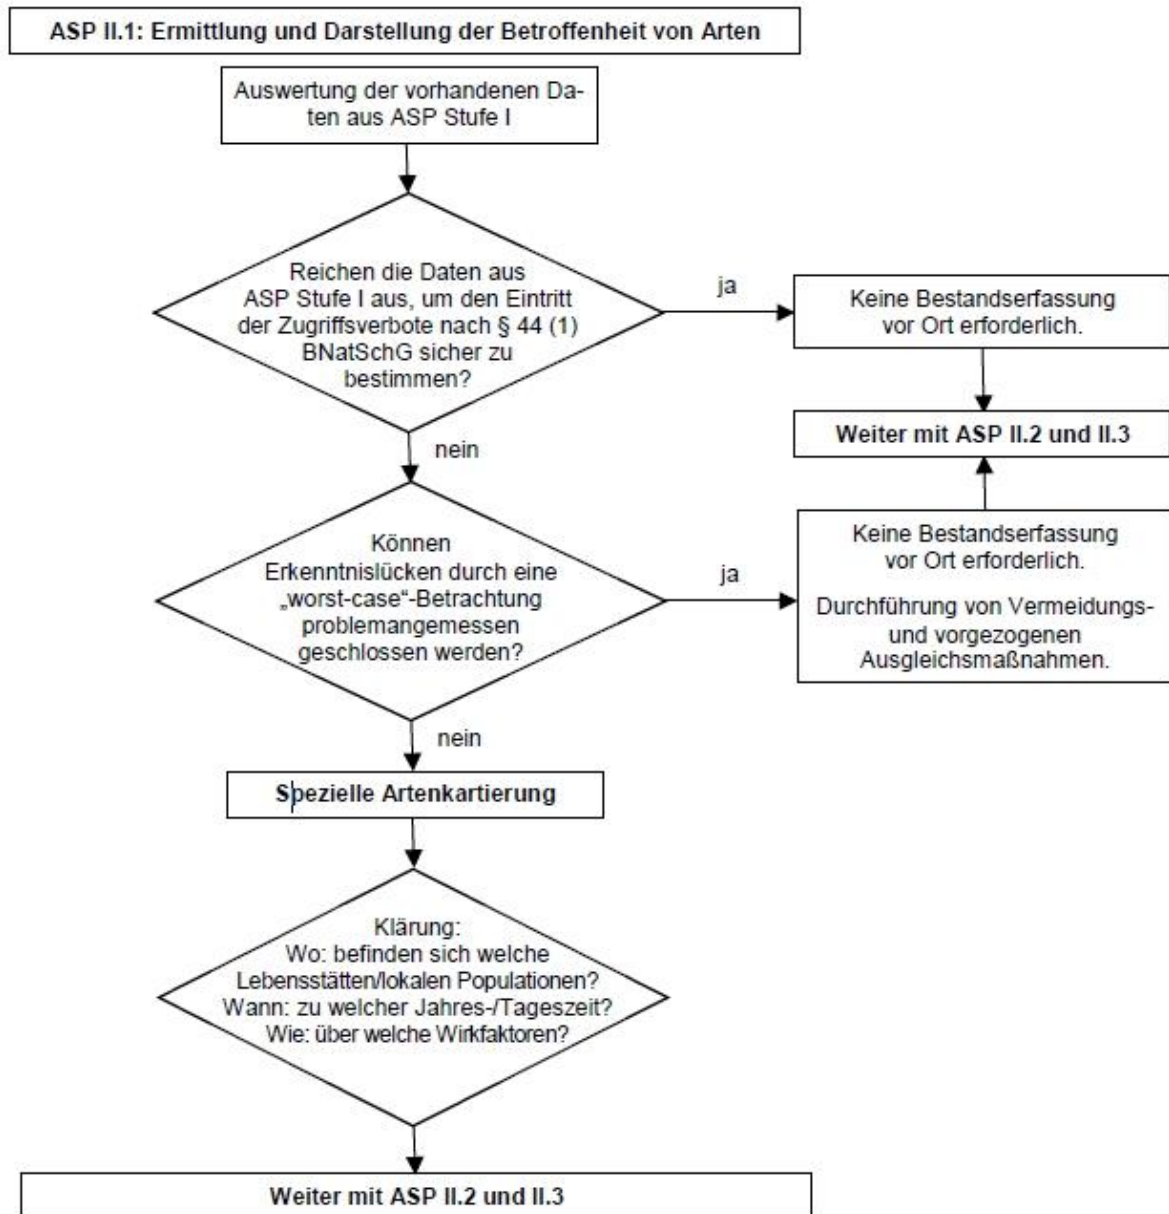 ASP II.1: Ermittlung und Darstellung der Betroffenheit von Arten
Auswertung der vorhandenen Da-
ten aus ASP Stufe I
Reichen die Daten aus
ASP Stufe I aus, um den Eintritt
der Zugriffsverbote nach § 44 (1)
BNatSchG sicher zu
bestimmen?
ja
Keine Bestandserfassung
vor Ort erforderlich.
Weiter mit ASP II.2 und II.3
nein
Können
Erkenntnislücken durch eine
„worst-case“-Betrachtung
problemangemessen
geschlossen werden?
ja
Keine Bestandserfassung
vor Ort erforderlich.
Durchführung von Vermeidungs-
und vorgezogenen
Ausgleichsmaßnahmen.
nein
Spezielle Artenkartierung
Klärung:
Wo: befinden sich welche
Lebensstätten/lokalen Populationen?
Wann: zu welcher Jahres-/Tageszeit?
Wie: über welche Wirkfaktoren?
Weiter mit ASP II.2 und II.3